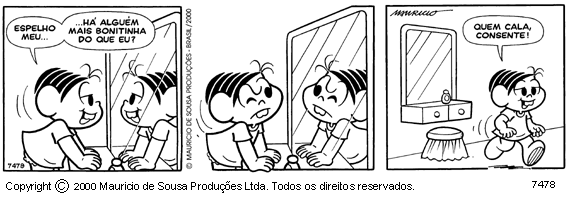 ESPELHO
MEU...
...HÁ ALGUÉM
MAIS BONITINHA
DO QUE EU?
7479
© MAURICIO DE SOUSA PRODUÇÕES - BRASIL/2000
MAURICIO
QUEM CALA,
CONSENTE!
Copyright © 2000 Mauricio de Sousa Produções Ltda. Todos os direitos reservados.
7478